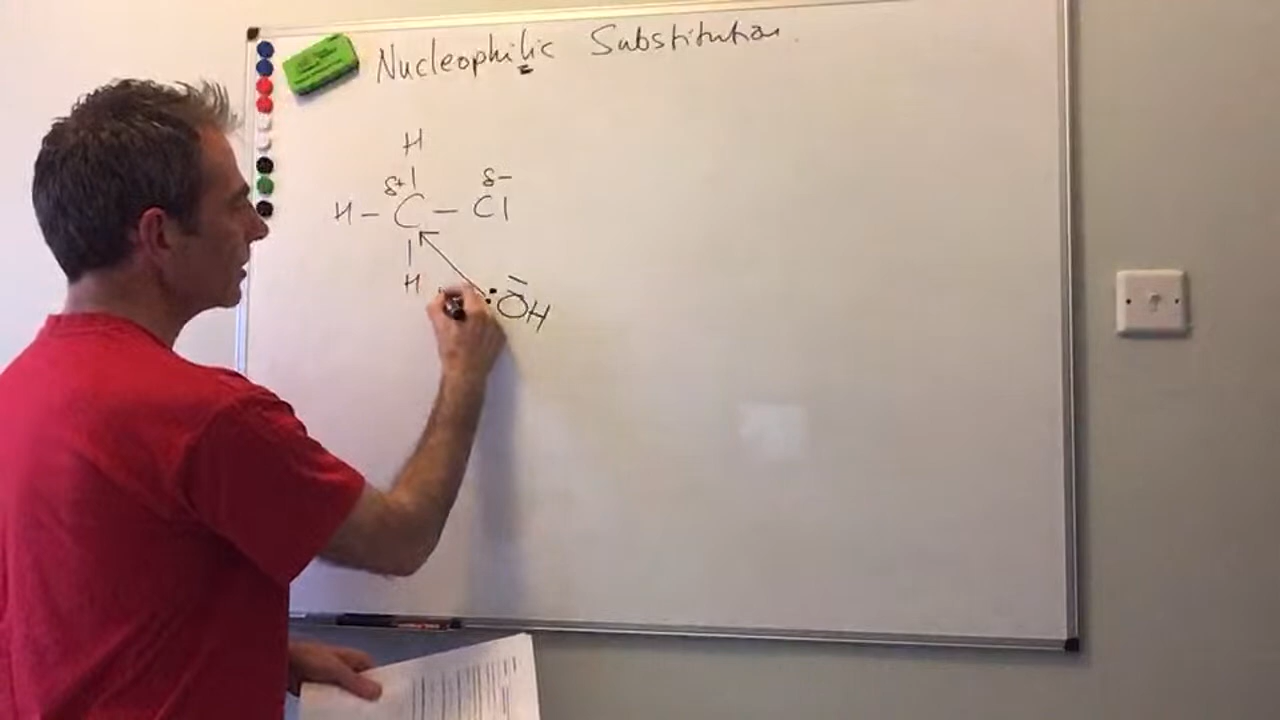 Nucleophilic Substitution.
H
δ+ δ-
H - C - Cl
H
:ŌH